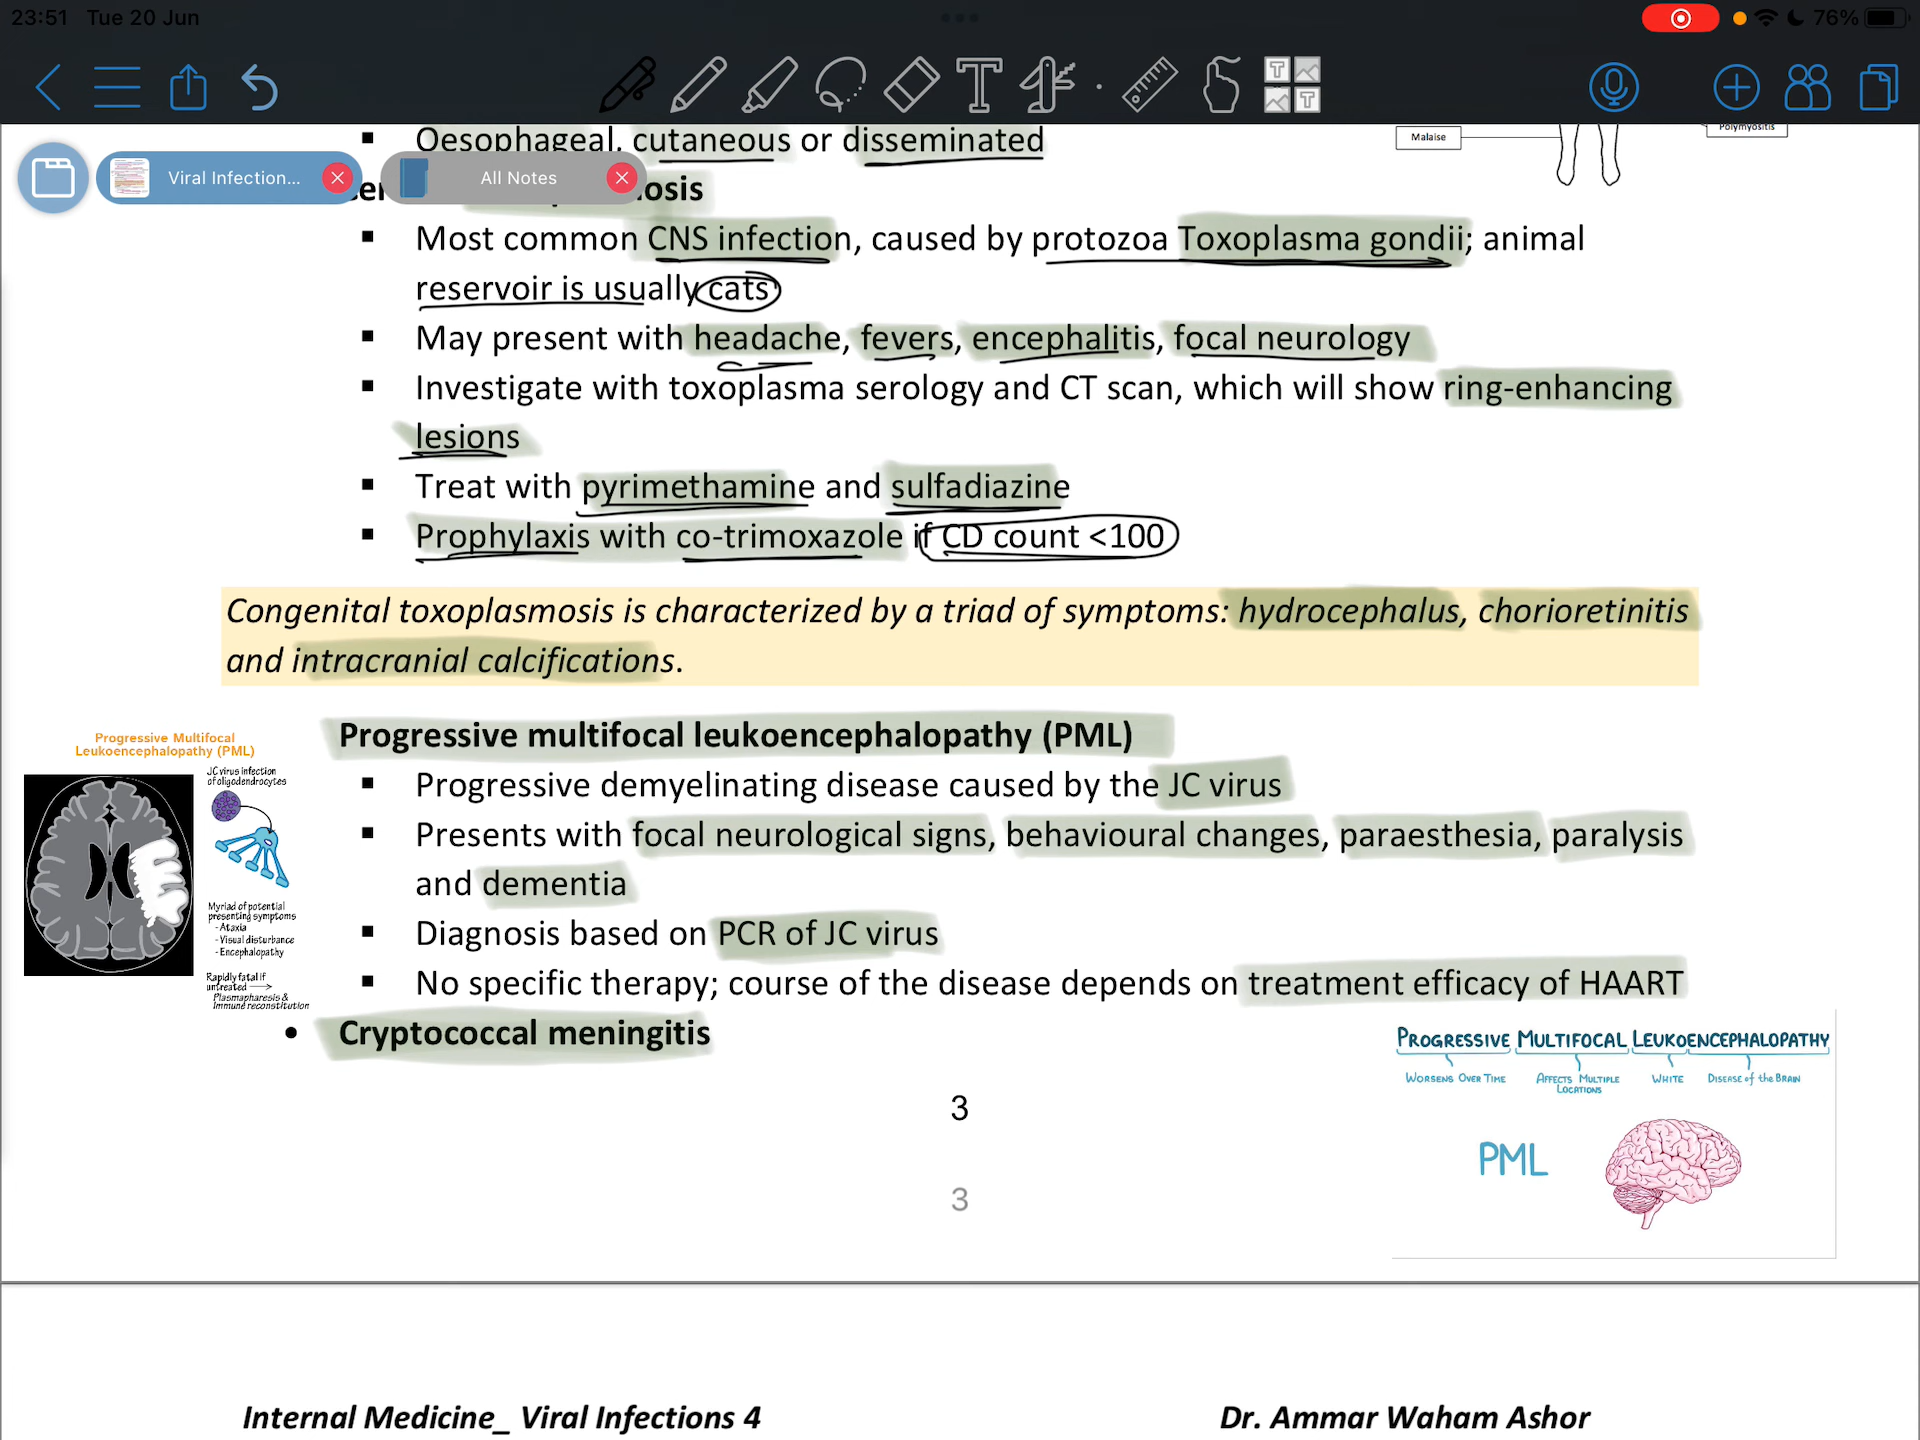 23:51 Tue 20 Jun
76%
Oesophageal, cutaneous or disseminated
Malaise
Polymyositis
Viral Infection...
All Notes
▪ Most common CNS infection, caused by protozoa Toxoplasma gondii; animal
reservoir is usually cats
▪ May present with headache, fevers, encephalitis, focal neurology
▪ Investigate with toxoplasma serology and CT scan, which will show ring-enhancing
lesions
▪ Treat with pyrimethamine and sulfadiazine
▪ Prophylaxis with co-trimoxazole if CD count <100
Congenital toxoplasmosis is characterized by a triad of symptoms: hydrocephalus, chorioretinitis
and intracranial calcifications.
Progressive Multifocal
Leukoencephalopathy (PML)
JC virus infection
of oligodendrocytes
Myriad of potential
presenting symptoms
-Ataxia
-Visual disturbance
-Encephalopathy
Rapidly fatal if
untreated →
Plasmapharesis &
Immune reconstitution
Progressive multifocal leukoencephalopathy (PML)
▪ Progressive demyelinating disease caused by the JC virus
▪ Presents with focal neurological signs, behavioural changes, paraesthesia, paralysis
and dementia
▪ Diagnosis based on PCR of JC virus
▪ No specific therapy; course of the disease depends on treatment efficacy of HAART
• Cryptococcal meningitis
PROGRESSIVE MULTIFOCAL LEUKOENCEPHALOPATHY
WORSENS OVER TIME
AFFECTS MULTIPLE
LOCATIONS
WHITE
DISEASE of the BRAIN
PML
3
3
Internal Medicine_ Viral Infections 4
Dr. Ammar Waham Ashor